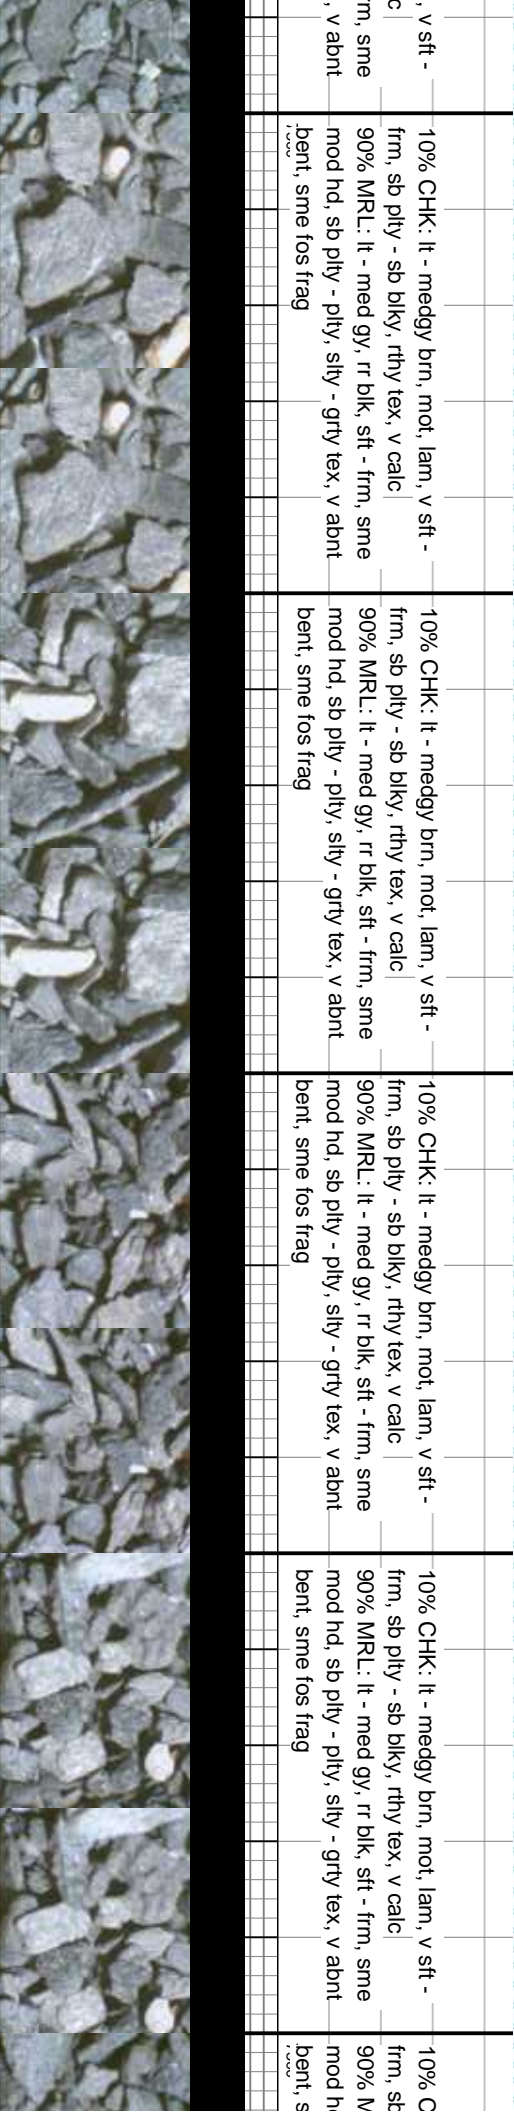 , v sft -
c
rm, sme
, v abnt
10% CHK: lt - medgy brn, mot, lam, v sft -
frm, sb plty - sb blky, rthy tex, v calc
90% MRL: lt - med gy, rr blk, sft - frm, sme
mod hd, sb plty - plty, slty - grty tex, v abnt
bent, sme fos frag
10% CHK: lt - medgy brn, mot, lam, v sft -
frm, sb plty - sb blky, rthy tex, v calc
90% MRL: lt - med gy, rr blk, sft - frm, sme
mod hd, sb plty - plty, slty - grty tex, v abnt
bent, sme fos frag
10% CHK: lt - medgy brn, mot, lam, v sft -
frm, sb plty - sb blky, rthy tex, v calc
90% MRL: lt - med gy, rr blk, sft - frm, sme
mod hd, sb plty - plty, slty - grty tex, v abnt
bent, sme fos frag
10% CHK: lt - medgy brn, mot, lam, v sft -
frm, sb plty - sb blky, rthy tex, v calc
90% MRL: lt - med gy, rr blk, sft - frm, sme
mod hd, sb plty - plty, slty - grty tex, v abnt
bent, sme fos frag
10% C
frm, sb
90% M
mod h
bent, s